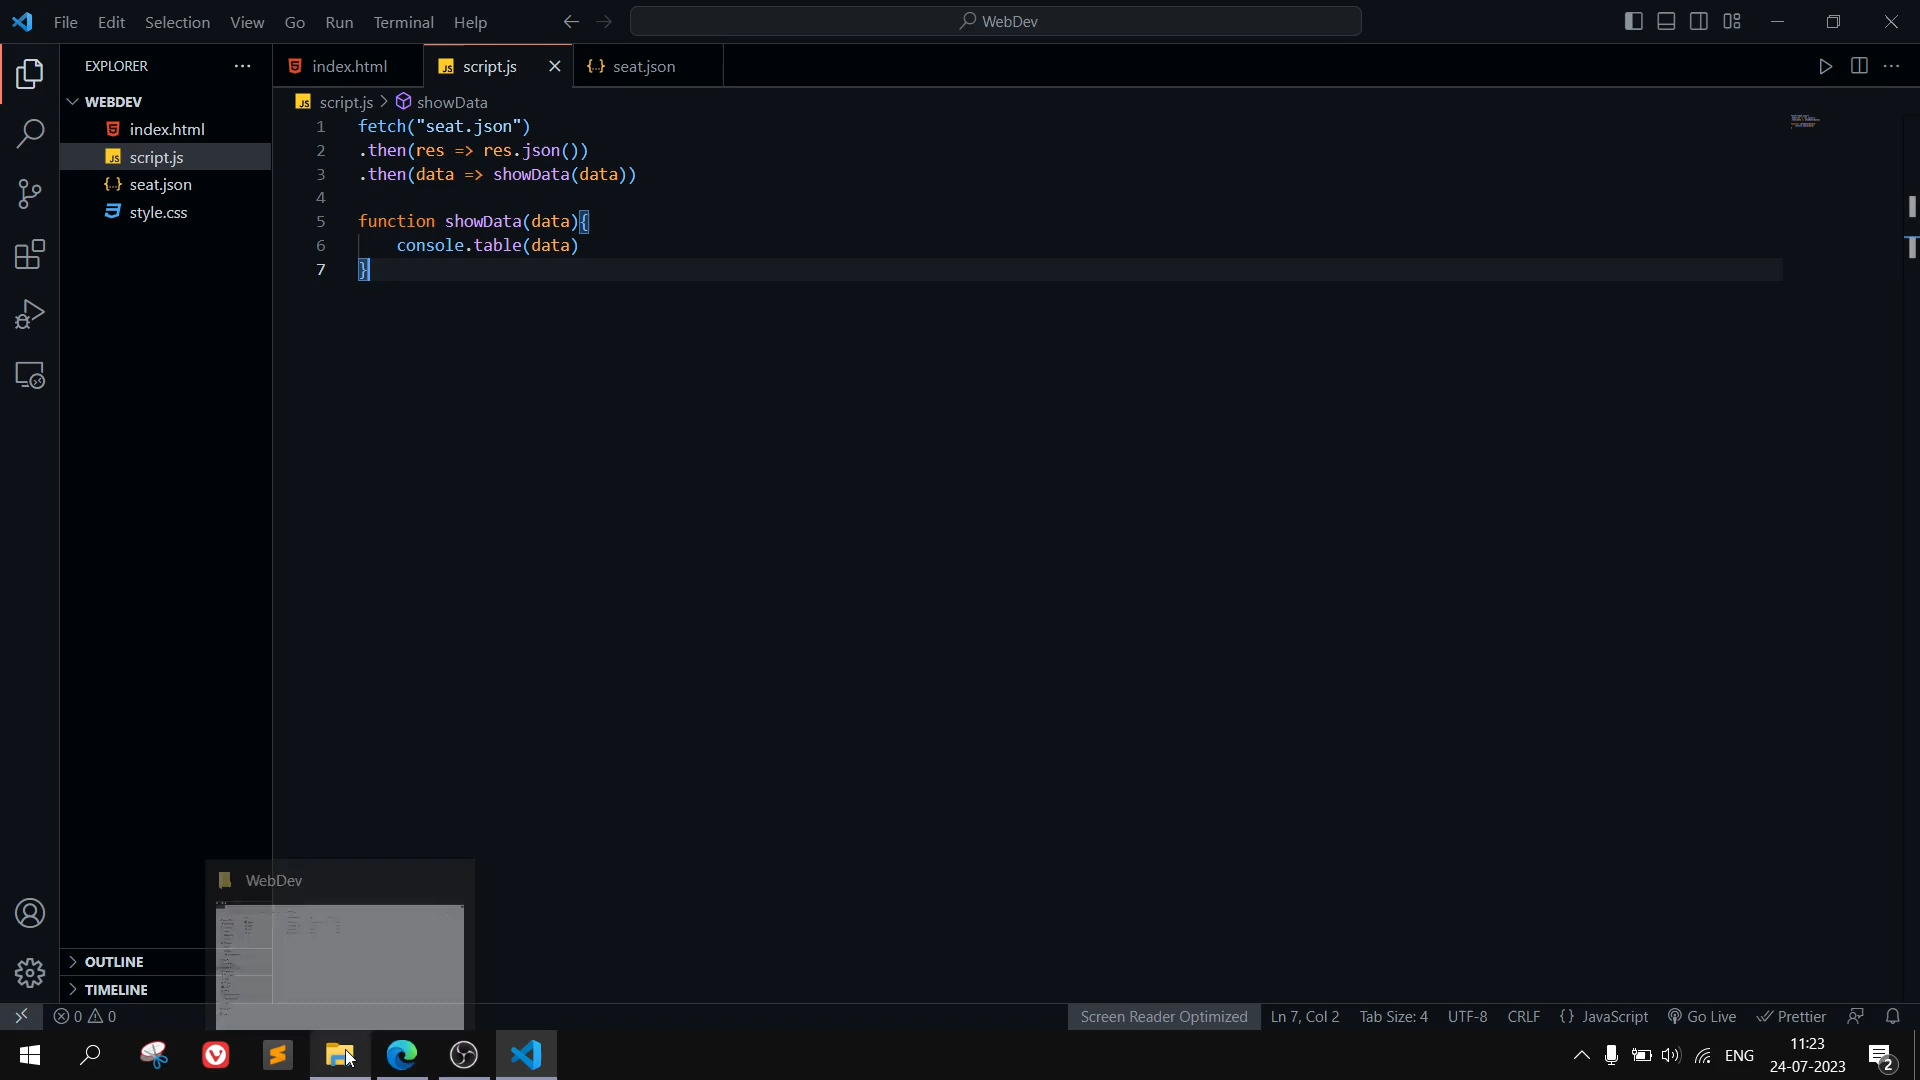 File Edit Selection View Go Run Terminal Help
WebDev
EXPLORER
index.html
script.js
seat.json
WEBDEV
index.html
script.js
seat.json
style.css
script.js > showData
1 fetch("seat.json")
2 .then(res => res.json())
3 .then(data => showData(data))
4
5 function showData(data){
6 console.table(data)
7 }
WebDev
OUTLINE
TIMELINE
0 0
Screen Reader Optimized Ln 7, Col 2 Tab Size: 4 UTF-8 CRLF {} JavaScript Go Live Prettier
ENG
11:23
24-07-2023
2